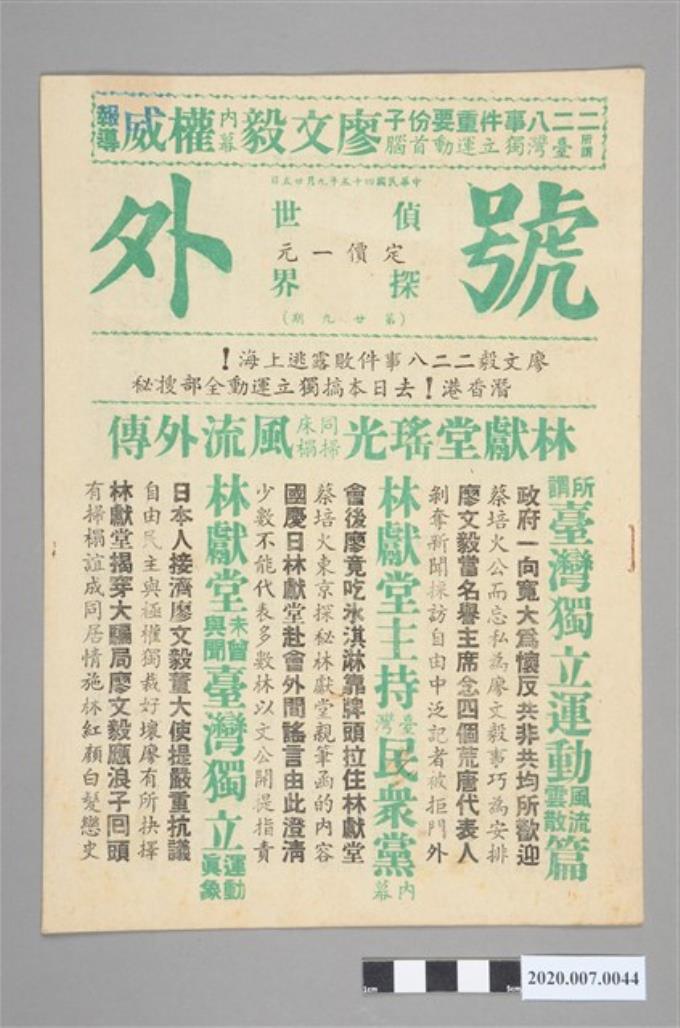 所謂二二八事件重要份子
臺灣獨立運動首腦
廖文毅
內幕
權威
報導
中華民國四十五年九月廿五日
號外
偵探世界
定價一元
(第廿九期)
廖文毅二二八事件敗露逃上海！
潛香港！去日本搞獨立運動全部搜秘
林獻堂瑤光同掃床榻風流外傳
所謂臺灣獨立運動風流雲散篇
政府一向寬大為懷反共非共均所歡迎
蔡培火公而忘私為廖文毅事巧為安排
廖文毅當名譽主席念四個荒唐代表人
剝奪新聞採訪自由中泛記者被拒門外
林獻堂主持臺灣民衆黨內幕
會後廖竟吃氷淇淋靠牌頭拉住林獻堂
蔡培火東京探秘林獻堂親筆函的內容
國慶日林獻堂赴會外間謠言由此澄淸
少數不能代表多數林以文公開提指責
林獻堂未曾與聞臺灣獨立運動眞象
日本人接濟廖文毅董大使提嚴重抗議
自由民主與極權獨裁好壞廖有所抉擇
林獻堂揭穿大騙局廖文毅應浪子回頭
有掃榻誼成同居情施林紅顏白髮戀史
1cm
5cm
2020.007.0044